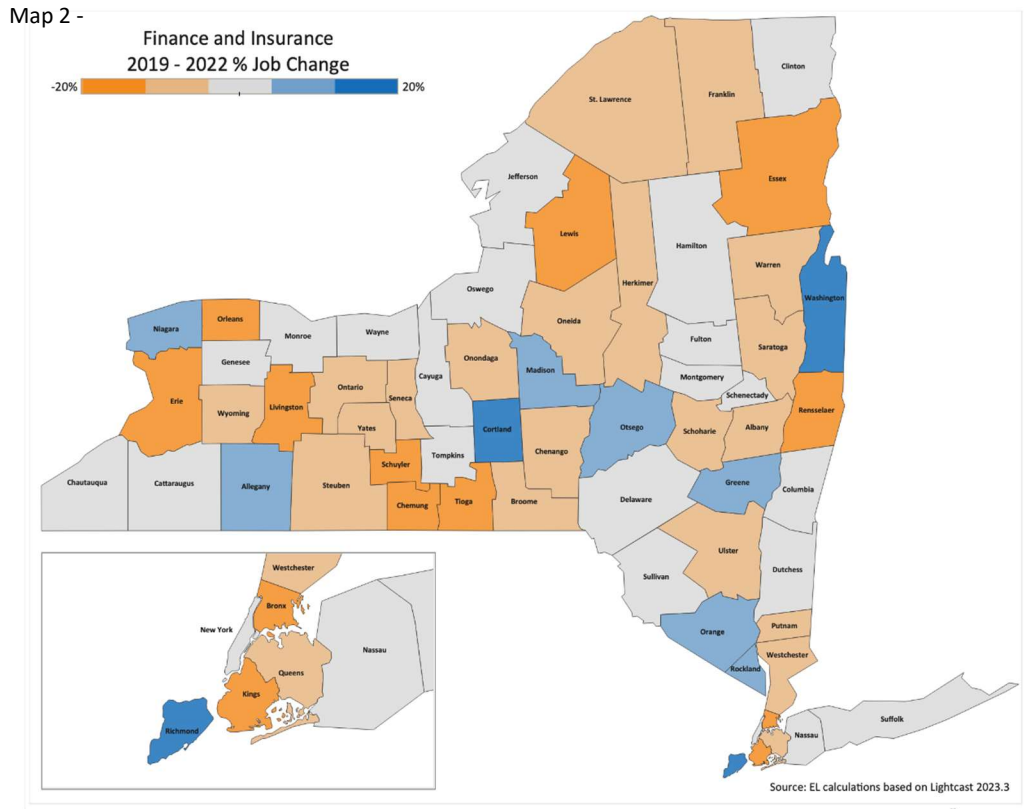 Map 2 -
Finance and Insurance
2019 - 2022 % Job Change
-20%
20%
Clinton
St. Lawrence
Franklin
Essex
Jefferson
Lewis
Hamilton
Herkimer
Warren
Washington
Oswego
Oneida
Niagara
Orleans
Monroe
Wayne
Genesee
Onondaga
Madison
Fulton
Saratoga
Cayuga
Montgomery
Schenectady
Erie
Wyoming
Livingston
Ontario
Seneca
Yates
Cortland
Otsego
Schoharie
Albany
Rensselaer
Chenango
Tompkins
Schuyler
Chautauqua
Cattaraugus
Allegany
Steuben
Chemung
Tioga
Broome
Delaware
Greene
Columbia
Ulster
Sullivan
Dutchess
Orange
Putnam
Westchester
Rockland
Suffolk
Nassau
Westchester
Bronx
New York
Nassau
Queens
Kings
Richmond
Source: EL calculations based on Lightcast 2023.3